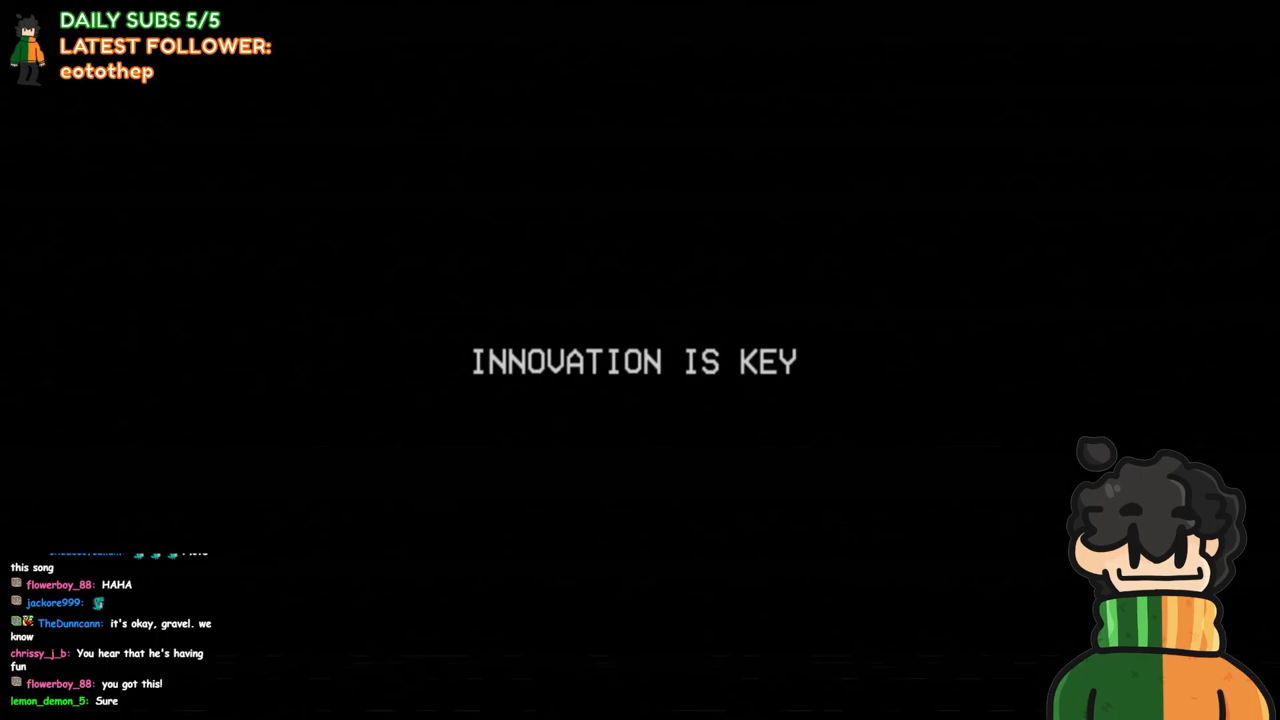 DAILY SUBS 5/5
LATEST FOLLOWER:
eotothep
INNOVATION IS KEY
this song
flowerboy_88: HAHA
jackore999:
TheDunncann: it's okay, gravel. we
know
chrissy_j_b: You hear that he's having
fun
flowerboy_88: you got this!
lemon_demon_5: Sure